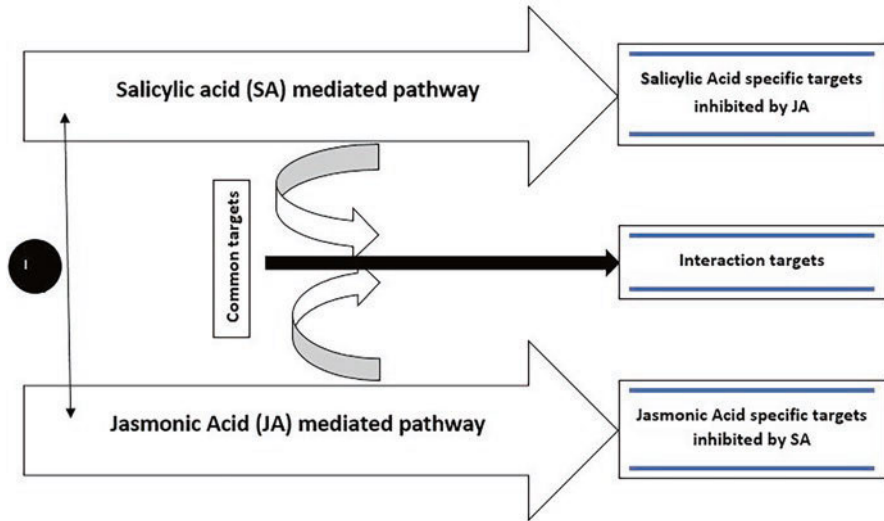 Salicylic acid (SA) mediated pathway
Salicylic Acid specific targets
inhibited by JA
I
Common targets
Interaction targets
Jasmonic Acid (JA) mediated pathway
Jasmonic Acid specific targets
inhibited by SA